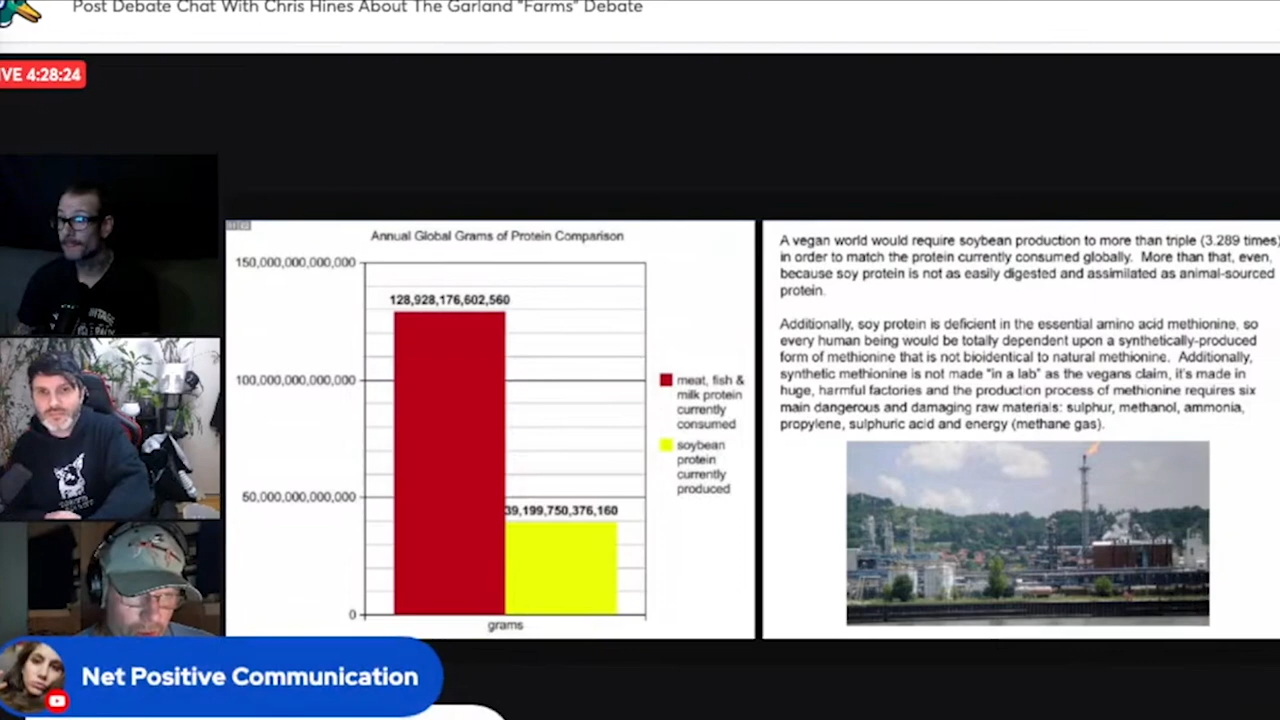 Post Debate Chat With Chris Hines About The Garland "Farms" Debate
IVE 4:28:24
Annual Global Grams of Protein Comparison
150,000,000,000,000
128,928,176,602,560
100,000,000,000,000
50,000,000,000,000
39,199,750,376,160
0
grams
meat, fish &
milk protein
currently
consumed
soybean
protein
currently
produced
A vegan world would require soybean production to more than triple (3.289 times)
in order to match the protein currently consumed globally. More than that, even,
because soy protein is not as easily digested and assimilated as animal-sourced
protein.
Additionally, soy protein is deficient in the essential amino acid methionine, so
every human being would be totally dependent upon a synthetically-produced
form of methionine that is not bioidentical to natural methionine. Additionally,
synthetic methionine is not made "in a lab" as the vegans claim, it's made in
huge, harmful factories and the production process of methionine requires six
main dangerous and damaging raw materials: sulphur, methanol, ammonia,
propylene, sulphuric acid and energy (methane gas).
Net Positive Communication